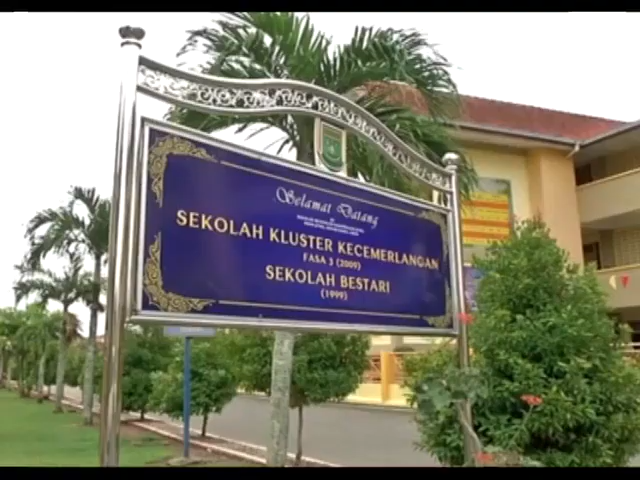 Selamat Datang
SEKOLAH KLUSTER KECEMERLANGAN
FASA 3 (2009)
SEKOLAH BESTARI
(1999)